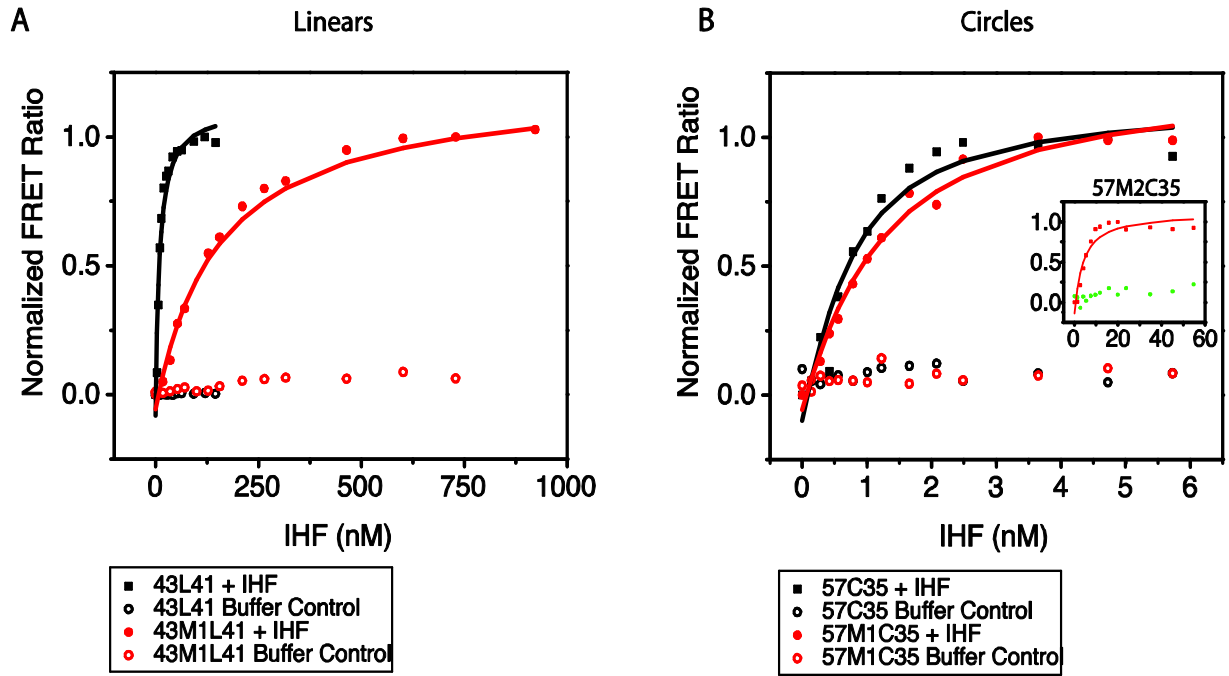 A
Linears
Normalized FRET Ratio
1.0
0.5
0.0
0
250
500
750
1000
IHF (nM)
43L41 + IHF
43L41 Buffer Control
43M1L41 + IHF
43M1L41 Buffer Control
B
Circles
Normalized FRET Ratio
1.0
0.5
0.0
0
1
2
3
4
5
6
IHF (nM)
57M2C35
1.0
0.5
0.0
0
20
40
60
57C35 + IHF
57C35 Buffer Control
57M1C35 + IHF
57M1C35 Buffer Control